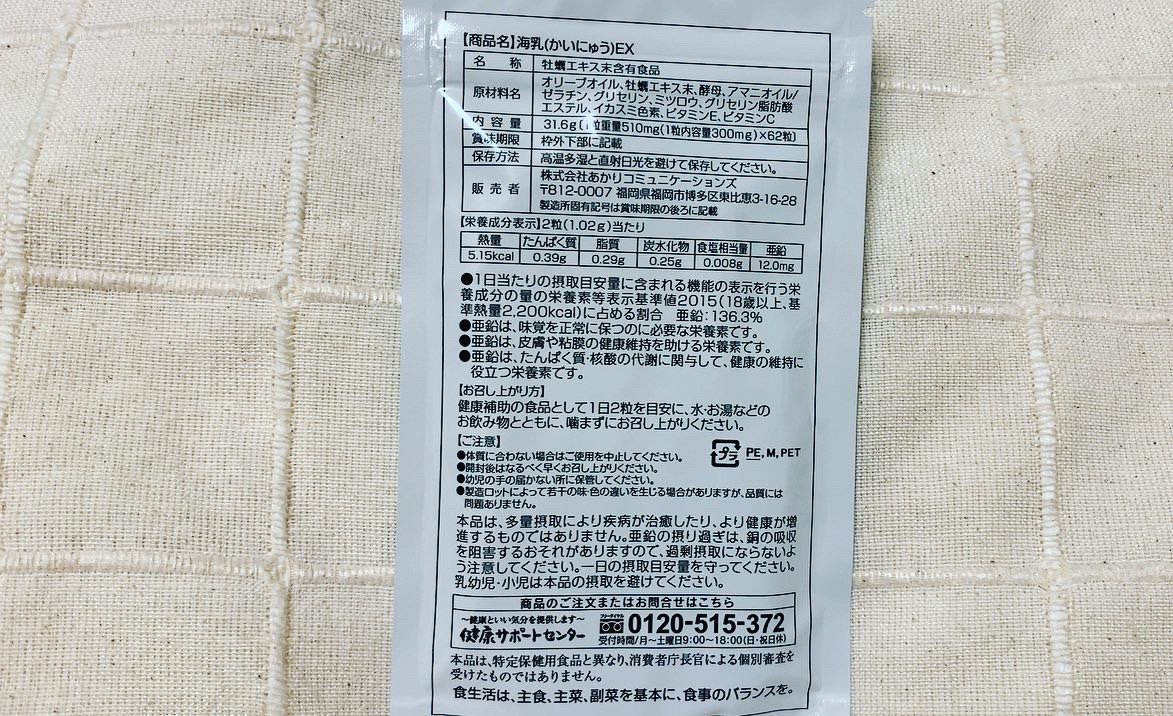 【商品名】海乳(かいにゅう)EX
名称 牡蠣エキス末含有食品
原材料名 オリーブオイル、牡蠣エキス末、酵母、アマニオイル/
ゼラチン、グリセリン、ミツロウ、グリセリン脂肪酸
エステル、イカスミ色素、ビタミンE、ビタミンC
内容量 31.6g(1粒重量510mg(1粒内容量300mg)×62粒)
賞味期限 枠外下部に記載
保存方法 高温多湿と直射日光を避けて保存してください。
販売者 株式会社あかりコミュニケーションズ
〒812-0007 福岡県福岡市博多区東比恵3-16-28
製造所固有記号は賞味期限の後ろに記載
【栄養成分表示】2粒(1.02g)当たり
熱量 たんぱく質 脂質 炭水化物 食塩相当量 亜鉛
5.15kcal 0.39g 0.29g 0.25g 0.008g 12.0mg
●1日当たりの摂取目安量に含まれる機能の表示を行う栄
養成分の量の栄養素等表示基準値2015(18歳以上、基
準熱量2,200kcal)に占める割合 亜鉛:136.3%
●亜鉛は、味覚を正常に保つのに必要な栄養素です。
●亜鉛は、皮膚や粘膜の健康維持を助ける栄養素です。
●亜鉛は、たんぱく質・核酸の代謝に関与して、健康の維持に
役立つ栄養素です。
【お召し上がり方】
健康補助の食品として1日2粒を目安に、水・お湯などの
お飲み物とともに、噛まずにお召し上がりください。
【ご注意】
●体質に合わない場合はご使用を中止してください。
●開封後はなるべく早くお召し上がりください。
●幼児の手の届かない所に保管してください。
●製造ロットによって若干の味・色の違いを生じる場合がありますが、品質には
問題ありません。
プラ PE, M, PET
本品は、多量摂取により疾病が治癒したり、より健康が増
進するものではありません。亜鉛の摂り過ぎは、銅の吸収
を阻害するおそれがありますので、過剰摂取にならないよ
う注意してください。一日の摂取目安量を守ってください。
乳幼児・小児は本品の摂取を避けてください。
商品のご注文またはお問合せはこちら
〜健康といい気分を提供します〜
健康サポートセンター
フリーダイヤル 0120-515-372
受付時間/月〜土曜日9:00〜18:00(日・祝日休)
本品は、特定保健用食品と異なり、消費者庁長官による個別審査を
受けたものではありません。
食生活は、主食、主菜、副菜を基本に、食事のバランスを。